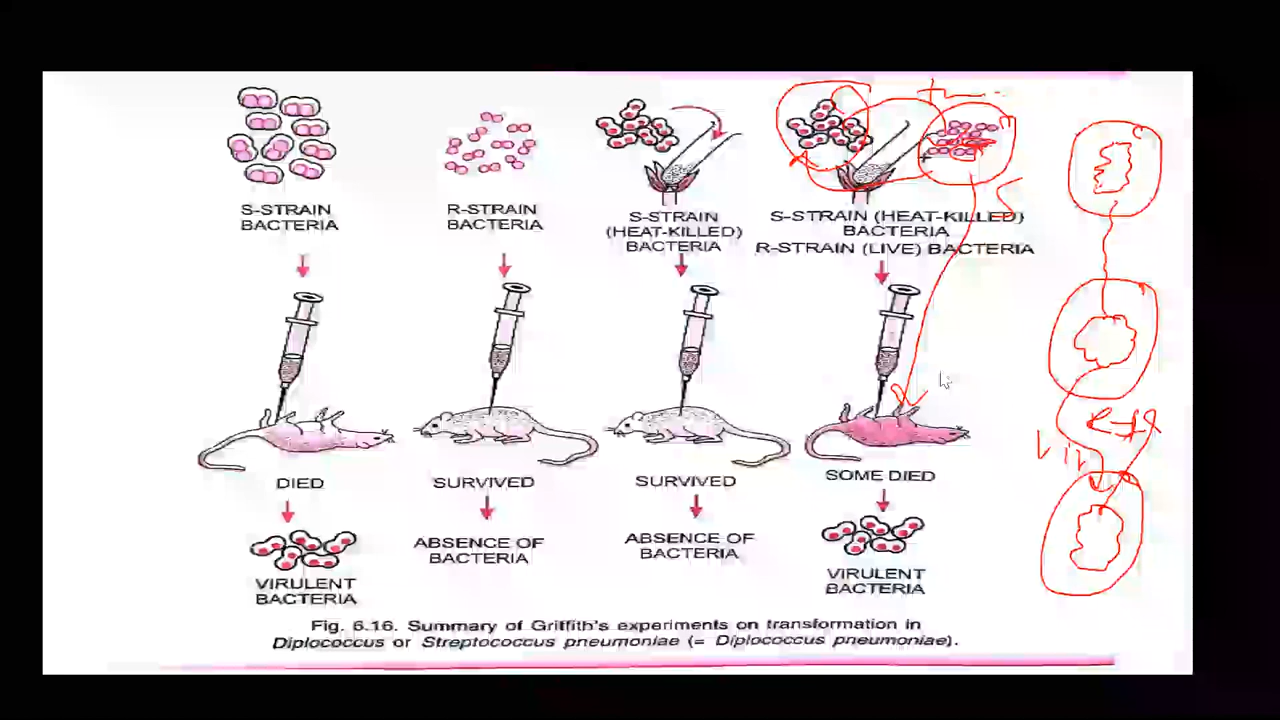 S-STRAIN
BACTERIA
R-STRAIN
BACTERIA
S-STRAIN
(HEAT-KILLED)
BACTERIA
S-STRAIN (HEAT-KILLED)
BACTERIA
R-STRAIN (LIVE) BACTERIA
S
DIED
SURVIVED
SURVIVED
SOME DIED
VIRULENT
BACTERIA
ABSENCE OF
BACTERIA
ABSENCE OF
BACTERIA
VIRULENT
BACTERIA
Fig. 6.16. Summary of Griffith's experiments on transformation in
Diplococcus or Streptococcus pneumoniae (= Diplococcus pneumoniae).